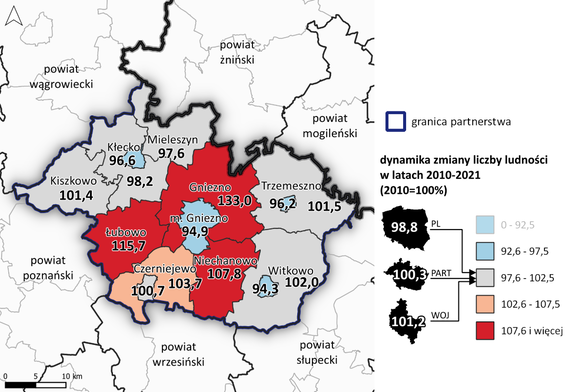 powiat
żniński
powiat
wągrowiecki
powiat
mogileński
Mieleszyn
97,6
Kłecko
96,6
98,2
Kiszkowo
101,4
Gniezno
133,0
Trzemeszno
96,2
101,5
m. Gniezno
94,9
Łubowo
115,7
Niechanowo
107,8
Czerniejewo
103,7
100,7
Witkowo
102,0
94,3
powiat
poznański
powiat
wrzesiński
powiat
słupecki
0 5 10 km
granica partnerstwa
dynamika zmiany liczby ludności
w latach 2010-2021
(2010=100%)
98,8 PL
100,3 PART
101,2 WOJ
0 - 92,5
92,6 - 97,5
97,6 - 102,5
102,6 - 107,5
107,6 i więcej